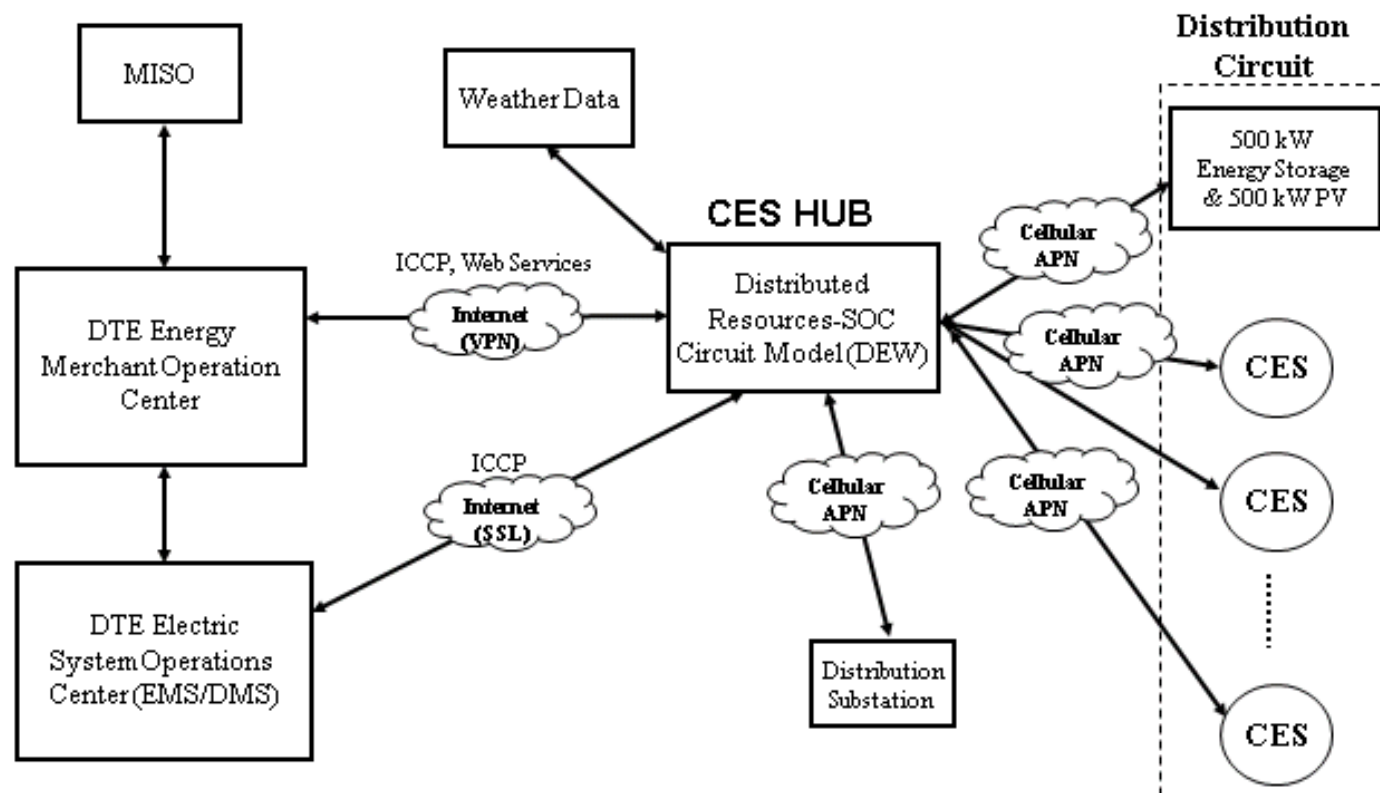 Distribution
Circuit
MISO
Weather Data
500 kW
Energy Storage
& 500 kW PV
CES HUB
Cellular
APN
ICCP, Web Services
Internet
(VPN)
Distributed
Resources-SOC
Circuit Model (DEW)
DTE Energy
Merchant Operation
Center
Cellular
APN
CES
ICCP
Internet
(SSL)
Cellular
APN
Cellular
APN
CES
DTE Electric
System Operations
Center (EMS/DMS)
Distribution
Substation
CES